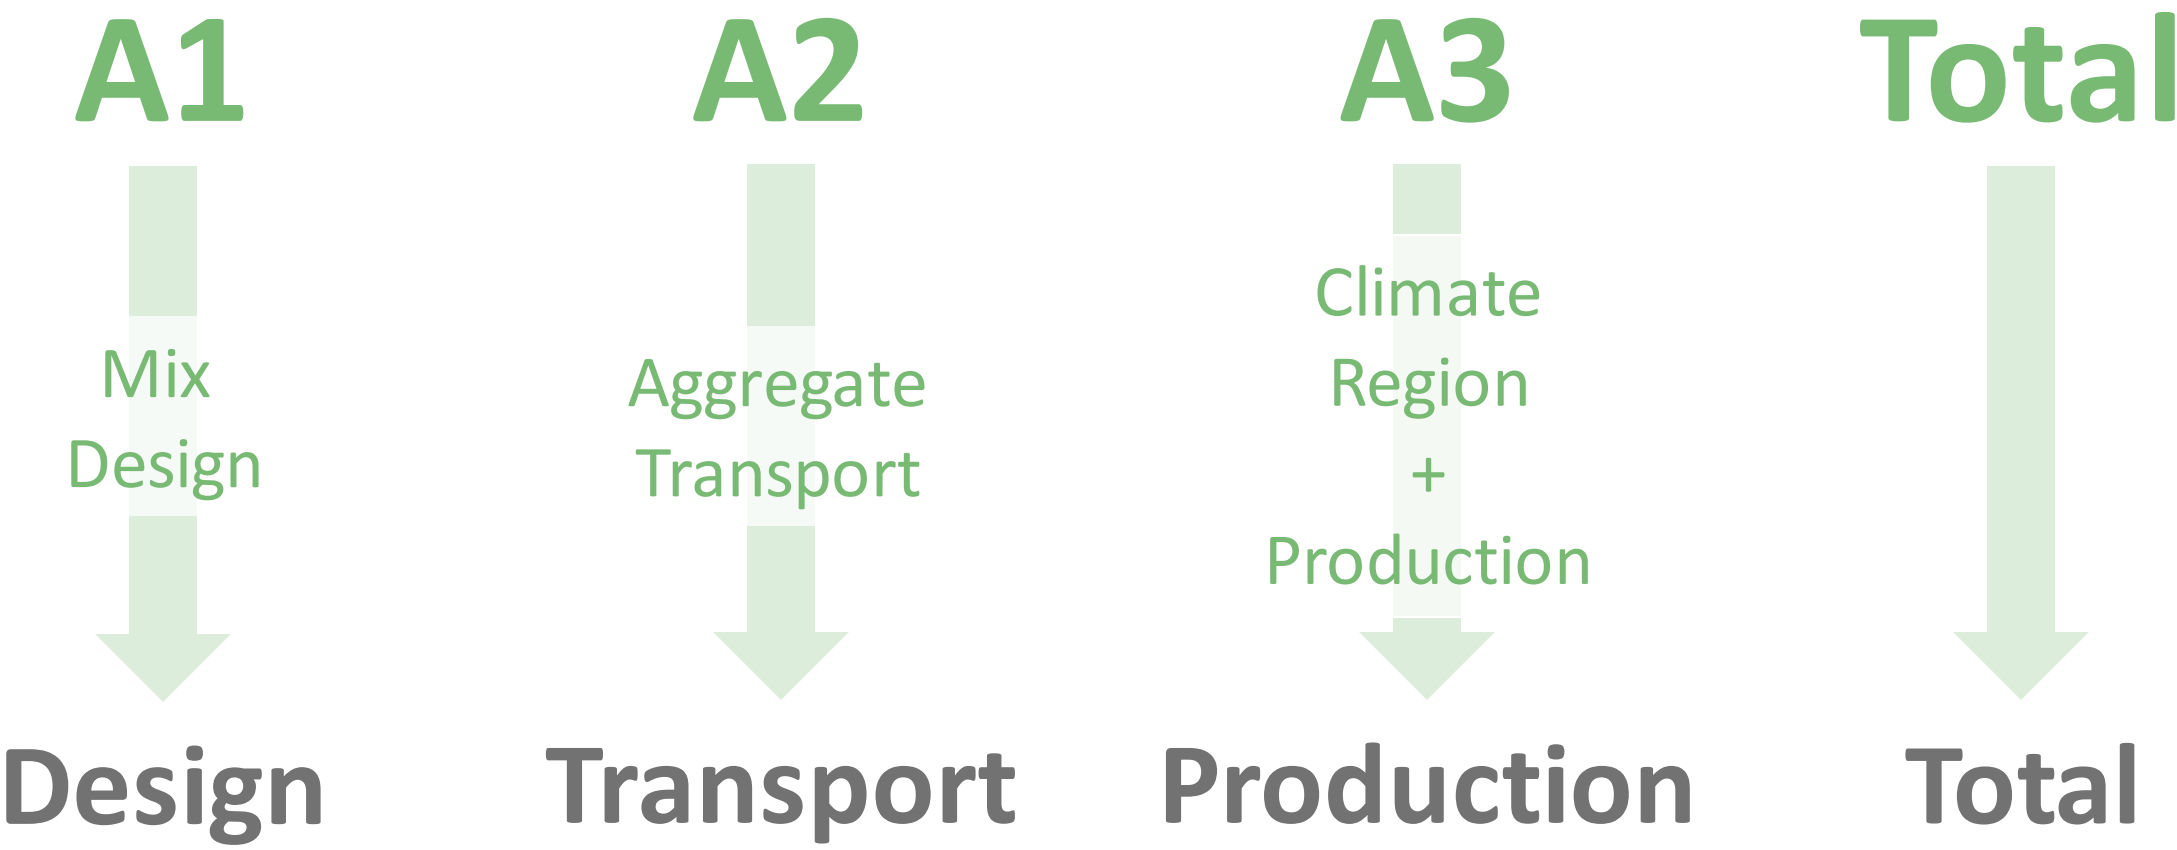 A1
A2
A3
Total
Mix
Design
Aggregate
Transport
Climate
Region
+
Production
Design
Transport
Production
Total